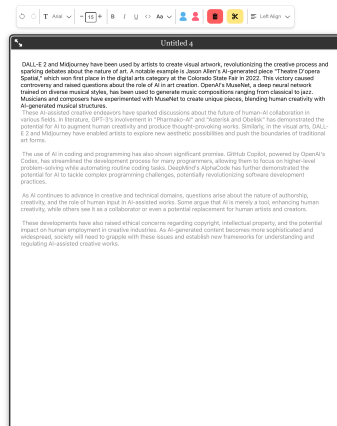 T Arial - 15 + B I U <> Aa Left Align
Untitled 4
DALL-E 2 and Midjourney have been used by artists to create visual artwork, revolutionizing the creative process and
sparking debates about the nature of art. A notable example is Jason Allen's AI-generated piece "Theatre D'opera
Spatial," which won first place in the digital arts category at the Colorado State Fair in 2022. This victory caused
controversy and raised questions about the role of AI in art creation. OpenAI's MuseNet, a deep neural network
trained on diverse musical styles, has been used to generate music compositions ranging from classical to jazz.
Musicians and composers have experimented with MuseNet to create unique pieces, blending human creativity with
AI-generated musical structures.
These AI-assisted creative endeavors have sparked discussions about the future of human-AI collaboration in
various fields. In literature, GPT-3's involvement in "Pharmako-AI" and "Asterisk and Obelisk" has demonstrated the
potential for AI to augment human creativity and produce thought-provoking works. Similarly, in the visual arts, DALL-
E 2 and Midjourney have enabled artists to explore new aesthetic possibilities and push the boundaries of traditional
art forms.
The use of AI in coding and programming has also shown significant promise. GitHub Copilot, powered by OpenAI's
Codex, has streamlined the development process for many programmers, allowing them to focus on higher-level
problem-solving while automating routine coding tasks. DeepMind's AlphaCode has further demonstrated the
potential for AI to tackle complex programming challenges, potentially revolutionizing software development
practices.
As AI continues to advance in creative and technical domains, questions arise about the nature of authorship,
creativity, and the role of human input in AI-assisted works. Some argue that AI is merely a tool, enhancing human
creativity, while others see it as a collaborator or even a potential replacement for human artists and creators.
These developments have also raised ethical concerns regarding copyright, intellectual property, and the potential
impact on human employment in creative industries. As AI-generated content becomes more sophisticated and
widespread, society will need to grapple with these issues and establish new frameworks for understanding and
regulating AI-assisted creative works.